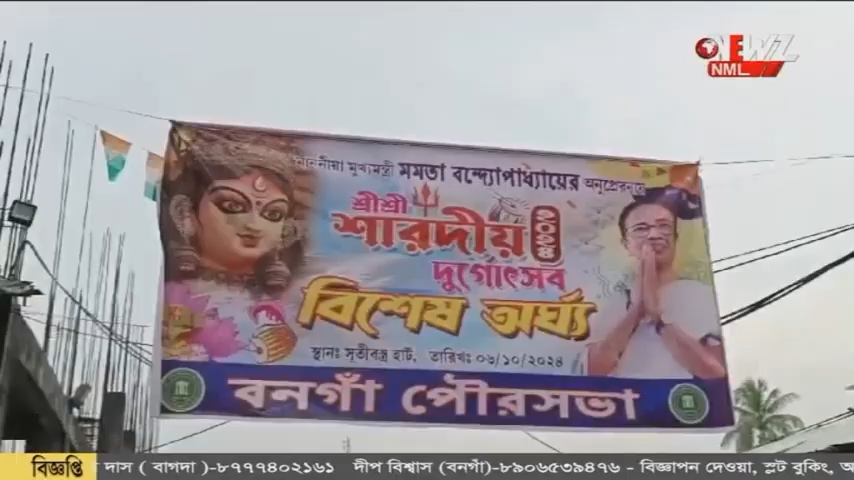 NEWZ
NML
মাননীয়া মুখ্যমন্ত্রী মমতা বন্দ্যোপাধ্যায়ের অনুপ্রেরণায়
শ্রীশ্রী
শারদীয়
২০২৪
দুর্গোৎসব
বিশেষ অর্ঘ্য
স্থানঃ সূতীবস্ত্র হাট, তারিখঃ ০৬/১০/২০২৪
বনগাঁ পৌরসভা
বিজ্ঞপ্তি দাস ( বাগদা )-৮৭৭৭৪০২১৬১ দীপ বিশ্বাস (বনগাঁ)-৮৯০৬৫৩৯৪৭৬ - বিজ্ঞাপন দেওয়া, স্লট বুকিং,